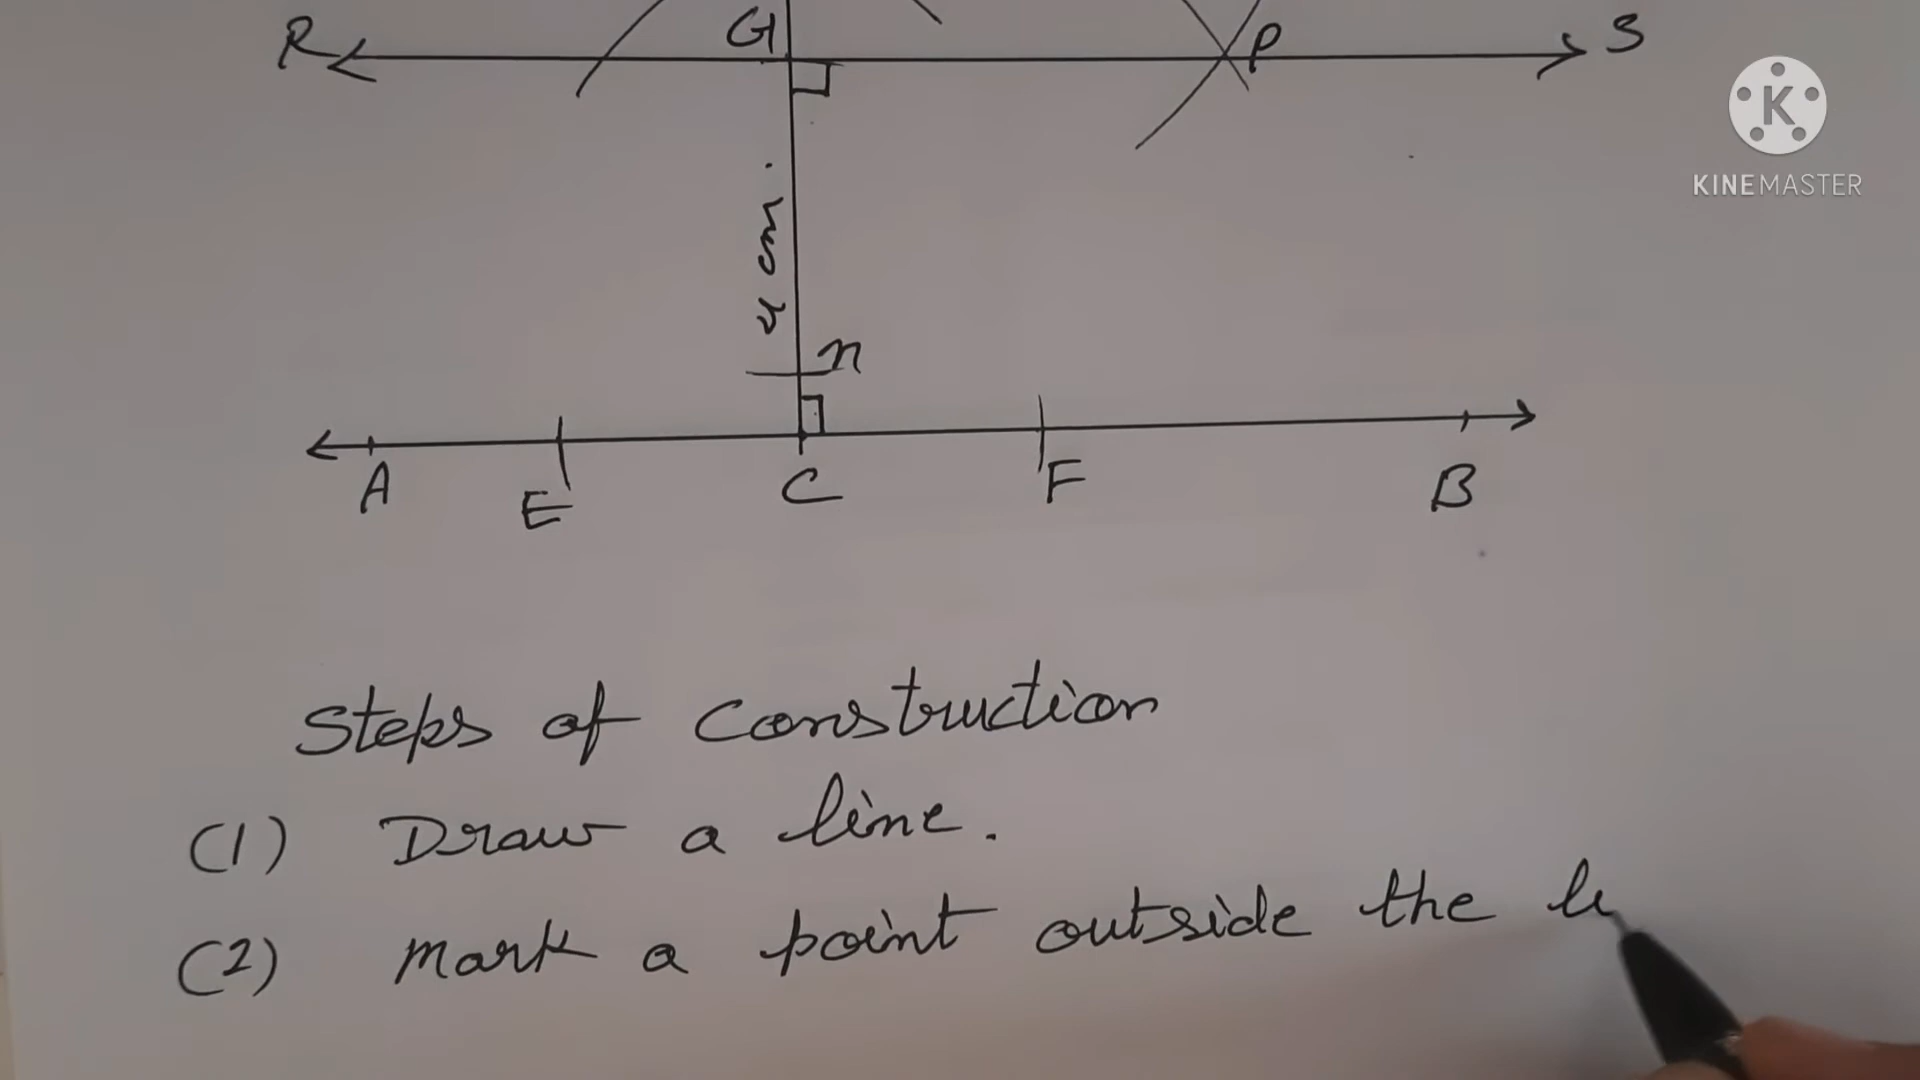 R G P S
K
KINEMASTER
4 cm.
n
A E C F B
Steps of Construction
(1) Draw a line.
(2) Mark a point outside the